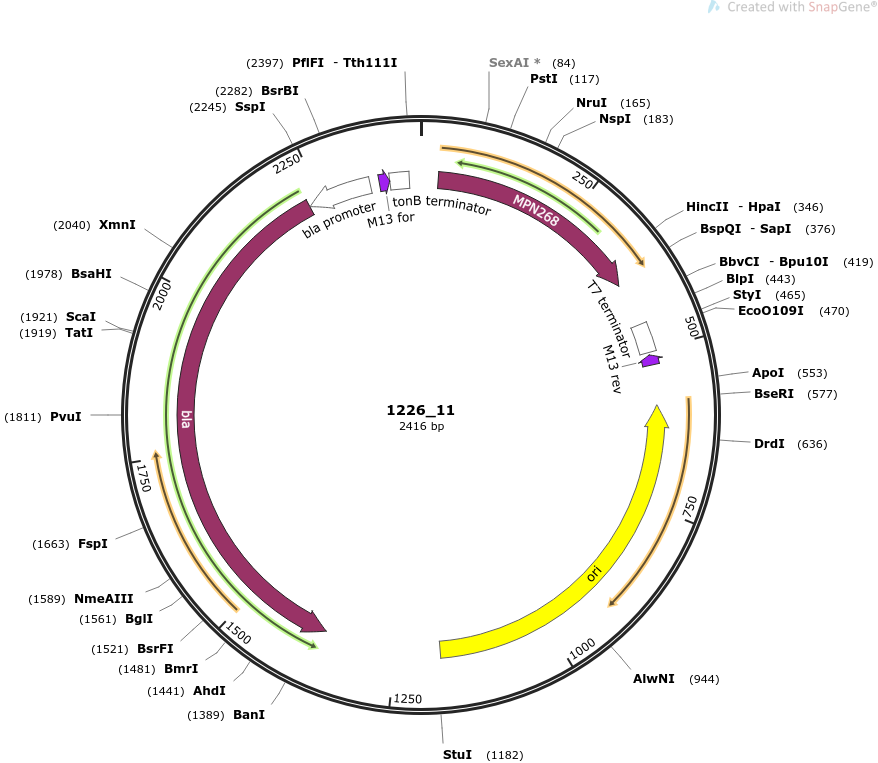 Created with SnapGene®
(2397) PflFI - Tth111I
SexAI * (84)
PstI (117)
(2282) BsrBI
(2245) SspI
NruI (165)
NspI (183)
2250
250
bla promoter
M13 for
tonB terminator
MPN268
HincII - HpaI (346)
BspQI - SapI (376)
(2040) XmnI
BbvCI - Bpu10I (419)
(1978) BsaHI
BlpI (443)
2000
StyI (465)
EcoO109I (470)
(1921) ScaI
(1919) TatI
500
T7 terminator
M13 rev
ApoI (553)
BseRI (577)
1226_11
2416 bp
(1811) PvuI
bla
DrdI (636)
1750
750
(1663) FspI
ori
(1589) NmeAIII
(1561) BglI
1500
(1521) BsrFI
1000
(1481) BmrI
AlwNI (944)
(1441) AhdI
1250
(1389) BanI
StuI (1182)